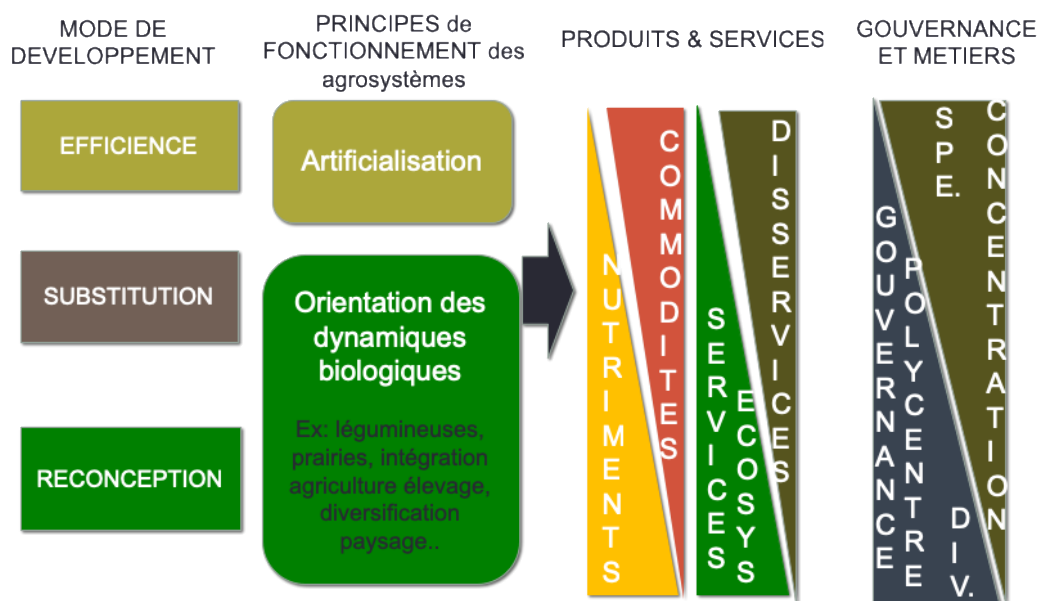 MODE DE
DEVELOPPEMENT
PRINCIPES de
FONCTIONNEMENT des
agrosystèmes
PRODUITS & SERVICES
GOUVERNANCE
ET METIERS
EFFICIENCE
SUBSTITUTION
RECONCEPTION
Artificialisation
Orientation des
dynamiques
biologiques
Ex: légumineuses,
prairies, intégration
agriculture élevage,
diversification
paysage..
NUTRIMENTS
COMMODITES
SERVICES
ECOSYS
DISSERVICES
GOUVERNANCE
POLYCENTRE
SPE.
DIV.
CONCENTRATION